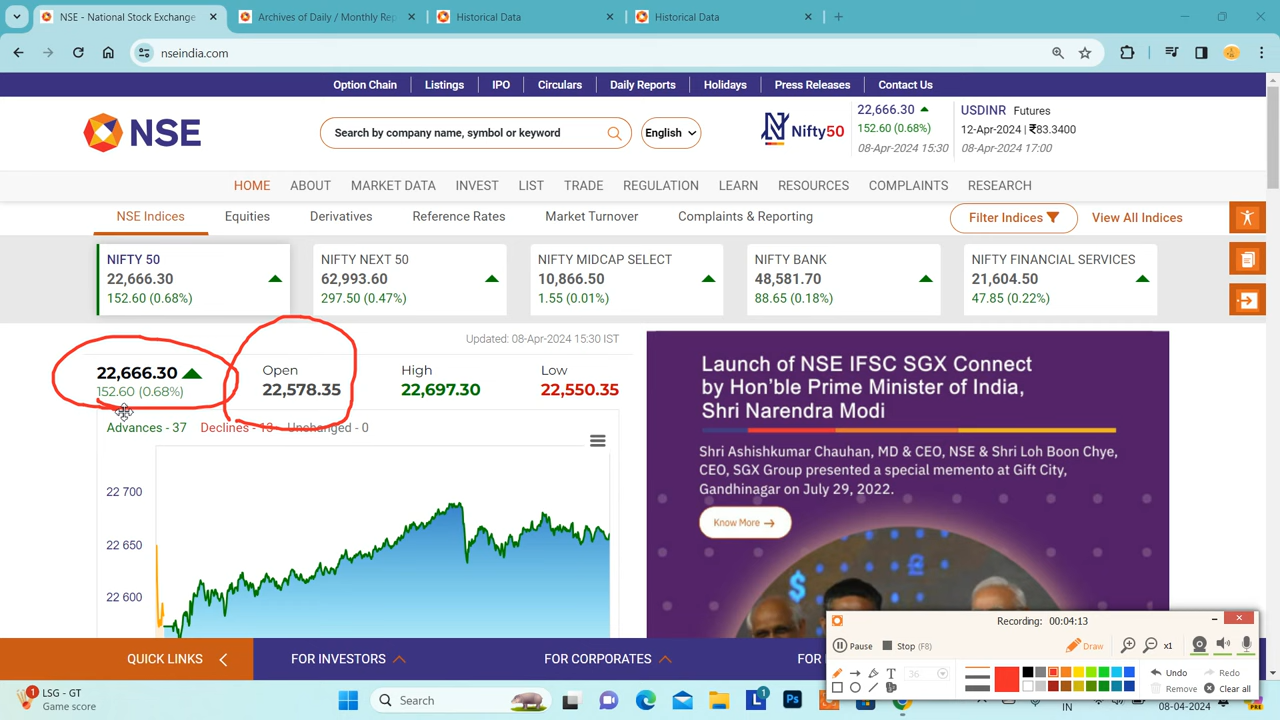 NSE - National Stock Exchange
Archives of Daily / Monthly Rep
Historical Data
Historical Data
nseindia.com
Option Chain
Listings
IPO
Circulars
Daily Reports
Holidays
Press Releases
Contact Us
NSE
Search by company name, symbol or keyword
English
Nifty50
22,666.30
152.60 (0.68%)
08-Apr-2024 15:30
USDINR Futures
12-Apr-2024 | ₹83.3400
08-Apr-2024 17:00
HOME
ABOUT
MARKET DATA
INVEST
LIST
TRADE
REGULATION
LEARN
RESOURCES
COMPLAINTS
RESEARCH
NSE Indices
Equities
Derivatives
Reference Rates
Market Turnover
Complaints & Reporting
Filter Indices
View All Indices
NIFTY 50
22,666.30
152.60 (0.68%)
NIFTY NEXT 50
62,993.60
297.50 (0.47%)
NIFTY MIDCAP SELECT
10,866.50
1.55 (0.01%)
NIFTY BANK
48,581.70
88.65 (0.18%)
NIFTY FINANCIAL SERVICES
21,604.50
47.85 (0.22%)
Updated: 08-Apr-2024 15:30 IST
22,666.30
152.60 (0.68%)
Open
22,578.35
High
22,697.30
Low
22,550.35
Advances - 37
Declines - 13
Unchanged - 0
22 700
22 650
22 600
Launch of NSE IFSC SGX Connect
by Hon'ble Prime Minister of India,
Shri Narendra Modi
Shri Ashishkumar Chauhan, MD & CEO, NSE & Shri Loh Boon Chye,
CEO, SGX Group presented a special memento at Gift City,
Gandhinagar on July 29, 2022.
Know More
QUICK LINKS
FOR INVESTORS
FOR CORPORATES
FOR
Recording: 00:04:13
Pause
Stop (F8)
Draw
x1
T
36
Undo
Redo
Remove
Clear all
1
LSG - GT
Game score
Search
1
L
Ps
IN
08-04-2024